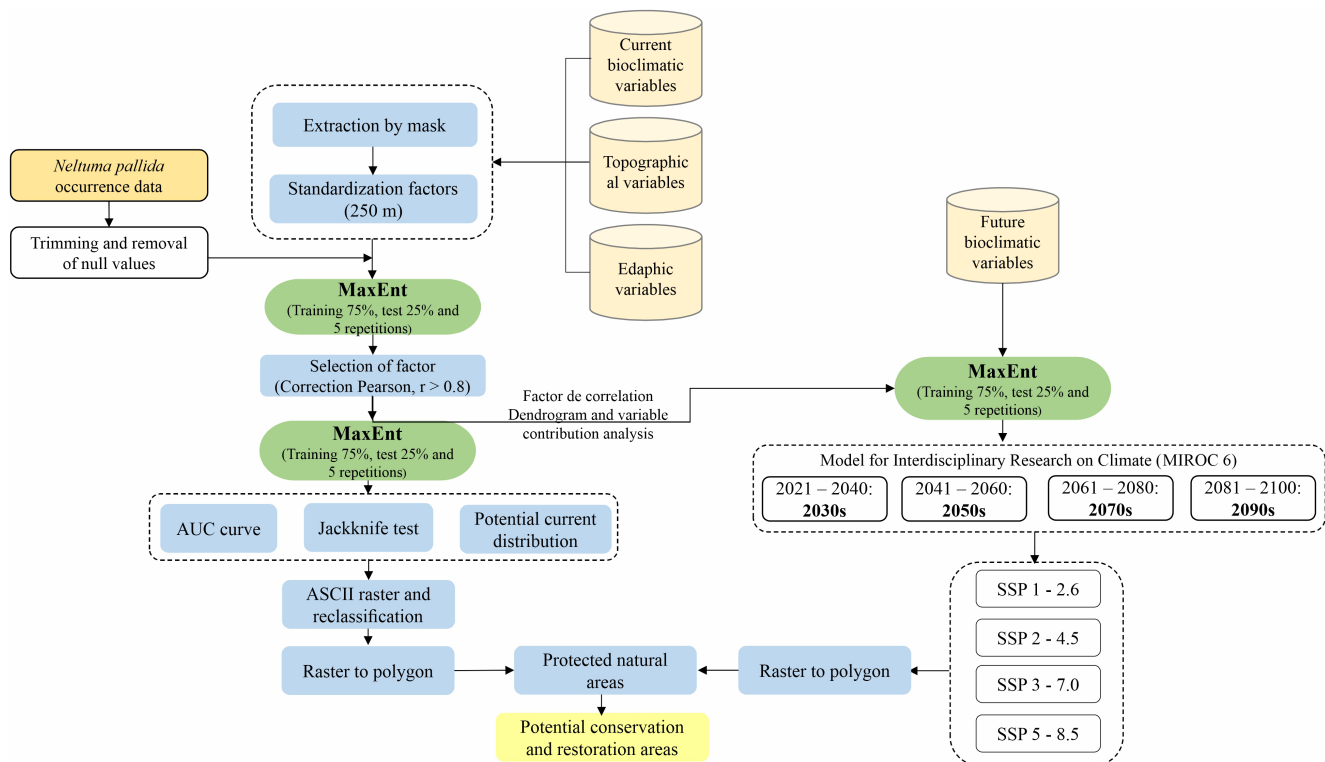 Current
bioclimatic
variables
Extraction by mask
Standardization factors
(250 m)
Topographic
al variables
Edaphic
variables
Neltuma pallida
occurrence data
Trimming and removal
of null values
MaxEnt
(Training 75%, test 25% and
5 repetitions)
Selection of factor
(Correction Pearson, r > 0.8)
Factor de correlation
Dendrogram and variable
contribution analysis
MaxEnt
(Training 75%, test 25% and
5 repetitions)
AUC curve
Jackknife test
Potential current
distribution
ASCII raster and
reclassification
Raster to polygon
Future
bioclimatic
variables
MaxEnt
(Training 75%, test 25% and
5 repetitions)
Model for Interdisciplinary Research on Climate (MIROC 6)
2021 – 2040:
2030s
2041 – 2060:
2050s
2061 – 2080:
2070s
2081 – 2100:
2090s
SSP 1 - 2.6
SSP 2 - 4.5
SSP 3 - 7.0
SSP 5 - 8.5
Raster to polygon
Protected natural
areas
Potential conservation
and restoration areas